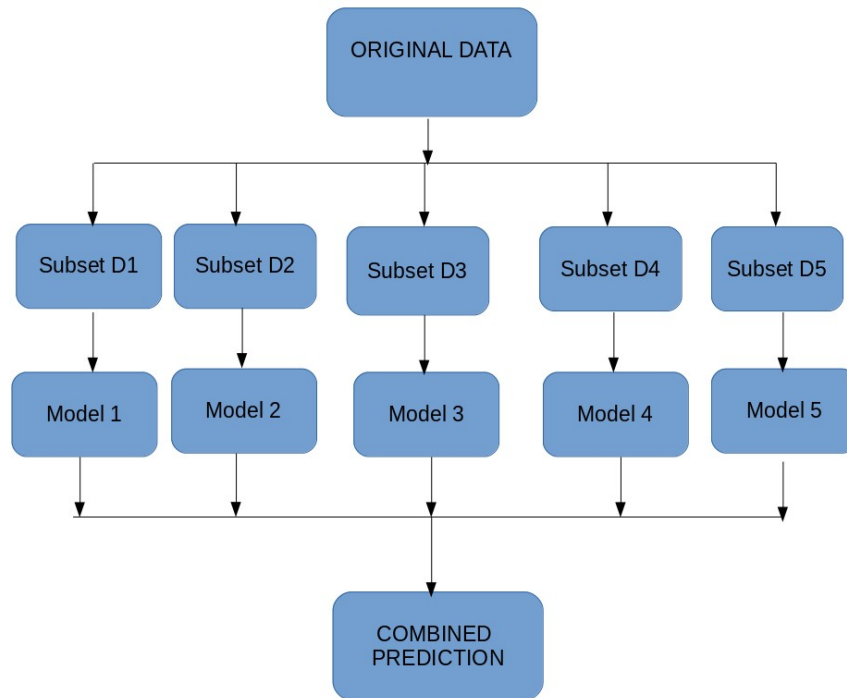 ORIGINAL DATA
Subset D1
Subset D2
Subset D3
Subset D4
Subset D5
Model 1
Model 2
Model 3
Model 4
Model 5
COMBINED
PREDICTION